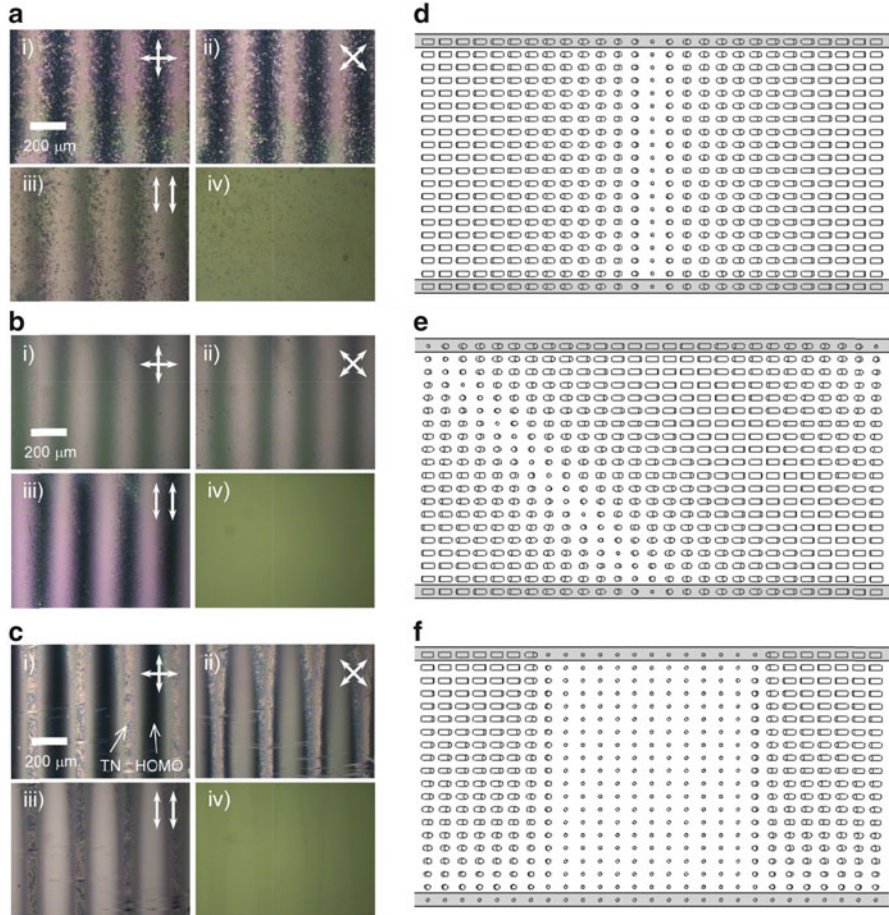 a
i)
ii)
200 μm
iii)
iv)
b
i)
ii)
200 μm
iii)
iv)
c
i)
ii)
200 μm
TN HOMO
iii)
iv)
d
e
f